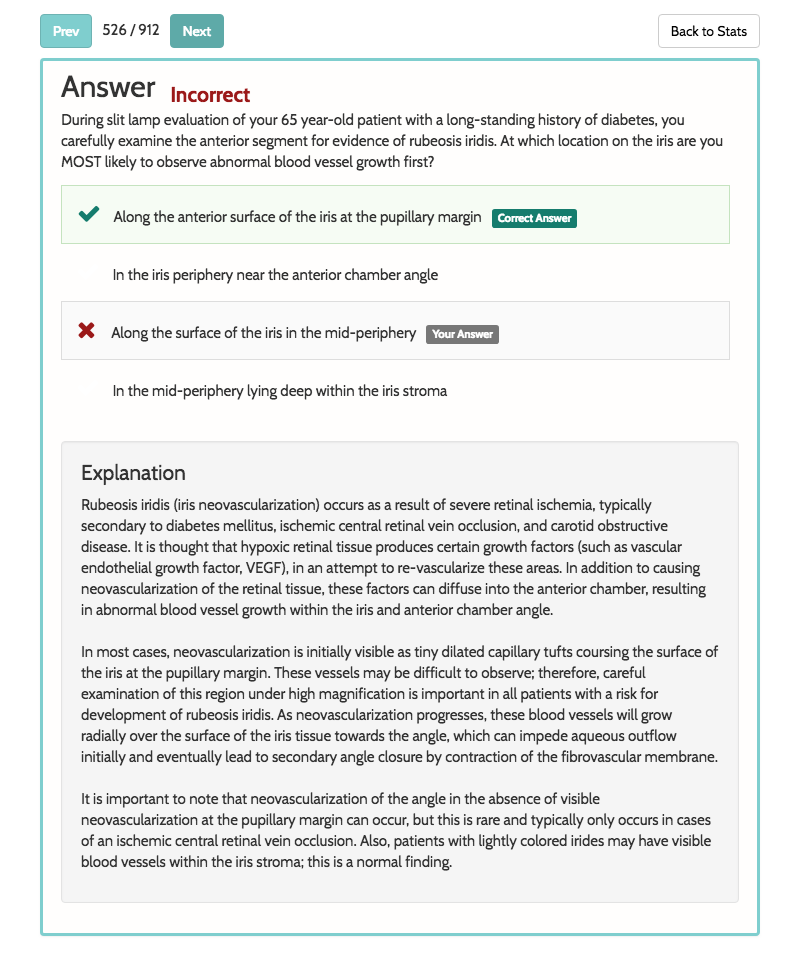 Prev 526 / 912 Next Back to Stats
Answer Incorrect
During slit lamp evaluation of your 65 year-old patient with a long-standing history of diabetes, you
carefully examine the anterior segment for evidence of rubeosis iridis. At which location on the iris are you
MOST likely to observe abnormal blood vessel growth first?
Along the anterior surface of the iris at the pupillary margin Correct Answer
In the iris periphery near the anterior chamber angle
Along the surface of the iris in the mid-periphery Your Answer
In the mid-periphery lying deep within the iris stroma
Explanation
Rubeosis iridis (iris neovascularization) occurs as a result of severe retinal ischemia, typically
secondary to diabetes mellitus, ischemic central retinal vein occlusion, and carotid obstructive
disease. It is thought that hypoxic retinal tissue produces certain growth factors (such as vascular
endothelial growth factor, VEGF), in an attempt to re-vascularize these areas. In addition to causing
neovascularization of the retinal tissue, these factors can diffuse into the anterior chamber, resulting
in abnormal blood vessel growth within the iris and anterior chamber angle.
In most cases, neovascularization is initially visible as tiny dilated capillary tufts coursing the surface of
the iris at the pupillary margin. These vessels may be difficult to observe; therefore, careful
examination of this region under high magnification is important in all patients with a risk for
development of rubeosis iridis. As neovascularization progresses, these blood vessels will grow
radially over the surface of the iris tissue towards the angle, which can impede aqueous outflow
initially and eventually lead to secondary angle closure by contraction of the fibrovascular membrane.
It is important to note that neovascularization of the angle in the absence of visible
neovascularization at the pupillary margin can occur, but this is rare and typically only occurs in cases
of an ischemic central retinal vein occlusion. Also, patients with lightly colored irides may have visible
blood vessels within the iris stroma; this is a normal finding.